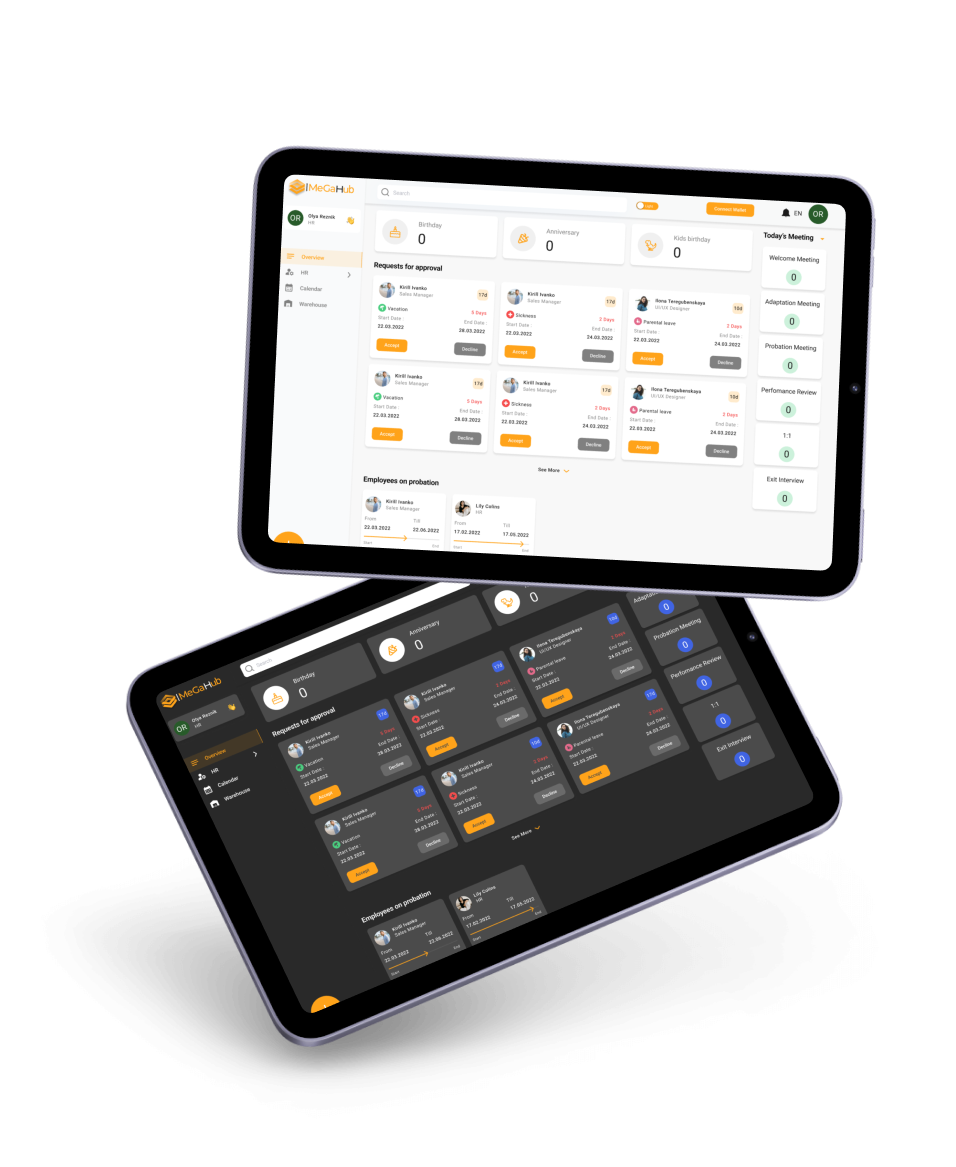 MeGaHub
Search
Connect Wallet
EN
OR
OR
Olya Reznik
HR
Overview
HR
Calendar
Warehouse
Birthday
0
Anniversary
0
Kids birthday
0
Today's Meeting
Welcome Meeting
0
Adaptation Meeting
0
Probation Meeting
0
Perfomance Review
0
1:1
0
Exit Interview
0
Requests for approval
Kirill Ivanko
Sales Manager
17d
Vacation
5 Days
Start Date :
End Date :
22.03.2022
28.03.2022
Accept
Decline
Kirill Ivanko
Sales Manager
17d
Sickness
2 Days
Start Date :
End Date :
22.03.2022
24.03.2022
Accept
Decline
Ilona Teregubenskaya
UI/UX Designer
10d
Parental leave
2 Days
Start Date :
End Date :
22.03.2022
24.03.2022
Accept
Decline
Kirill Ivanko
Sales Manager
17d
Vacation
5 Days
Start Date :
End Date :
22.03.2022
28.03.2022
Accept
Decline
Kirill Ivanko
Sales Manager
17d
Sickness
2 Days
Start Date :
End Date :
22.03.2022
24.03.2022
Accept
Decline
Ilona Teregubenskaya
UI/UX Designer
10d
Parental leave
2 Days
Start Date :
End Date :
22.03.2022
24.03.2022
Accept
Decline
See More
Employees on probation
Kirill Ivanko
Sales Manager
From
Till
22.03.2022
22.06.2022
Start
End
Lily Colins
HR
From
Till
17.02.2022
17.05.2022
Start
End
MeGaHub
Search
OR
Olya Reznik
HR
Overview
HR
Calendar
Warehouse
Birthday
0
Anniversary
0
0
0
Probation Meeting
0
Perfomance Review
0
1:1
0
Exit Interview
0
Requests for approval
Kirill Ivanko
Sales Manager
17d
Vacation
5 Days
Start Date :
End Date :
22.03.2022
28.03.2022
Accept
Decline
Kirill Ivanko
Sales Manager
17d
Sickness
2 Days
Start Date :
End Date :
22.03.2022
24.03.2022
Accept
Decline
Ilona Teregubenskaya
UI/UX Designer
10d
Parental leave
2 Days
Start Date :
End Date :
22.03.2022
24.03.2022
Accept
Decline
Kirill Ivanko
Sales Manager
17d
Vacation
5 Days
Start Date :
End Date :
22.03.2022
28.03.2022
Accept
Decline
Kirill Ivanko
Sales Manager
10d
Sickness
2 Days
Start Date :
End Date :
22.03.2022
24.03.2022
Accept
Decline
Ilona Teregubenskaya
UI/UX Designer
17d
Parental leave
2 Days
Start Date :
End Date :
22.03.2022
24.03.2022
Accept
Decline
See More
Employees on probation
Kirill Ivanko
Sales Manager
From
Till
22.03.2022
22.06.2022
Start
End
Lily Colins
HR
From
Till
17.02.2022
17.05.2022
Start
End